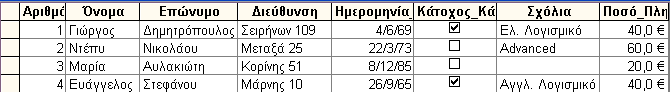 Αριθμέ Όνομα Επώνυμο Διεύθυνση Ημερομηνία_ Κάτοχος_Κά Σχόλια Ποσό_Πλη
1 Γιώργος Δημητρόπουλος Σειρήνων 109 4/6/69 Ελ. Λογισμικό 40,0 €
2 Ντέπυ Νικολάου Μεταξά 25 22/3/73 Advanced 60,0 €
3 Μαρία Αυλακιώτη Κορίνης 51 8/12/85 20,0 €
4 Ευάγγελος Στεφάνου Μάρνης 10 26/9/65 Αγγλ. Λογισμικό 40,0 €